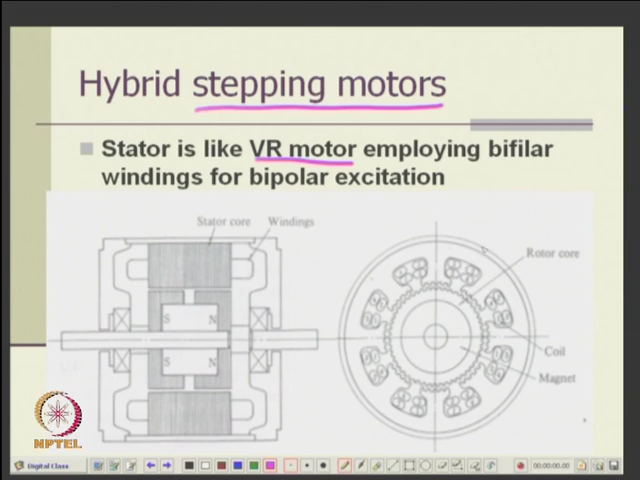 Hybrid stepping motors
Stator is like VR motor employing bifilar
windings for bipolar excitation
Stator core Windings
Rotor core
S N
S N
Coil
Magnet
NPTEL
Digital Class
00:00:00.00